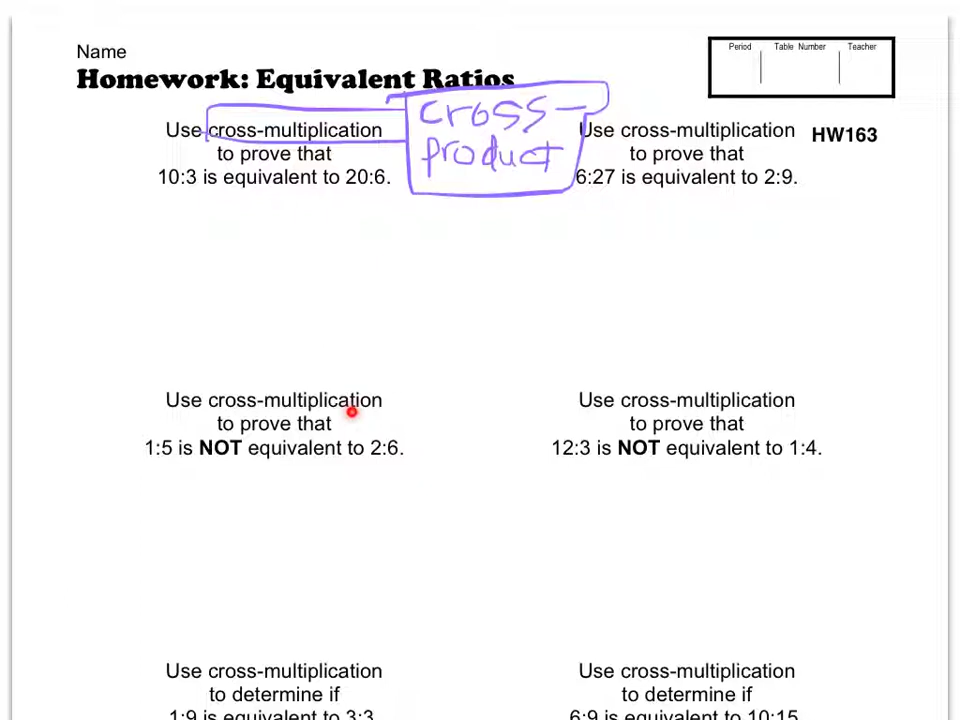 Name
Homework: Equivalent Ratios
Period Table Number Teacher
HW163
Use cross-multiplication
to prove that
10:3 is equivalent to 20:6.
cross-
product
Use cross-multiplication
to prove that
6:27 is equivalent to 2:9.
Use cross-multiplication
to prove that
1:5 is NOT equivalent to 2:6.
Use cross-multiplication
to prove that
12:3 is NOT equivalent to 1:4.
Use cross-multiplication
to determine if
1:9 is equivalent to 3:3
Use cross-multiplication
to determine if
6:9 is equivalent to 10:15